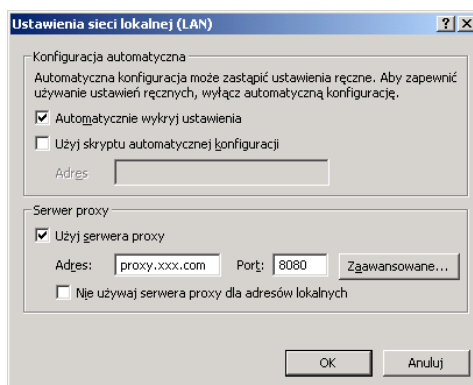 Ustawienia sieci lokalnej (LAN)
Konfiguracja automatyczna
Automatyczna konfiguracja może zastąpić ustawienia ręczne. Aby zapewnić
używanie ustawień ręcznych, wyłącz automatyczną konfigurację.
Automatycznie wykryj ustawienia
Użyj skryptu automatycznej konfiguracji
Adres
Serwer proxy
Użyj serwera proxy
Adres: proxy.xxx.com Port: 8080 Zaawansowane...
Nie używaj serwera proxy dla adresów lokalnych
OK Anuluj